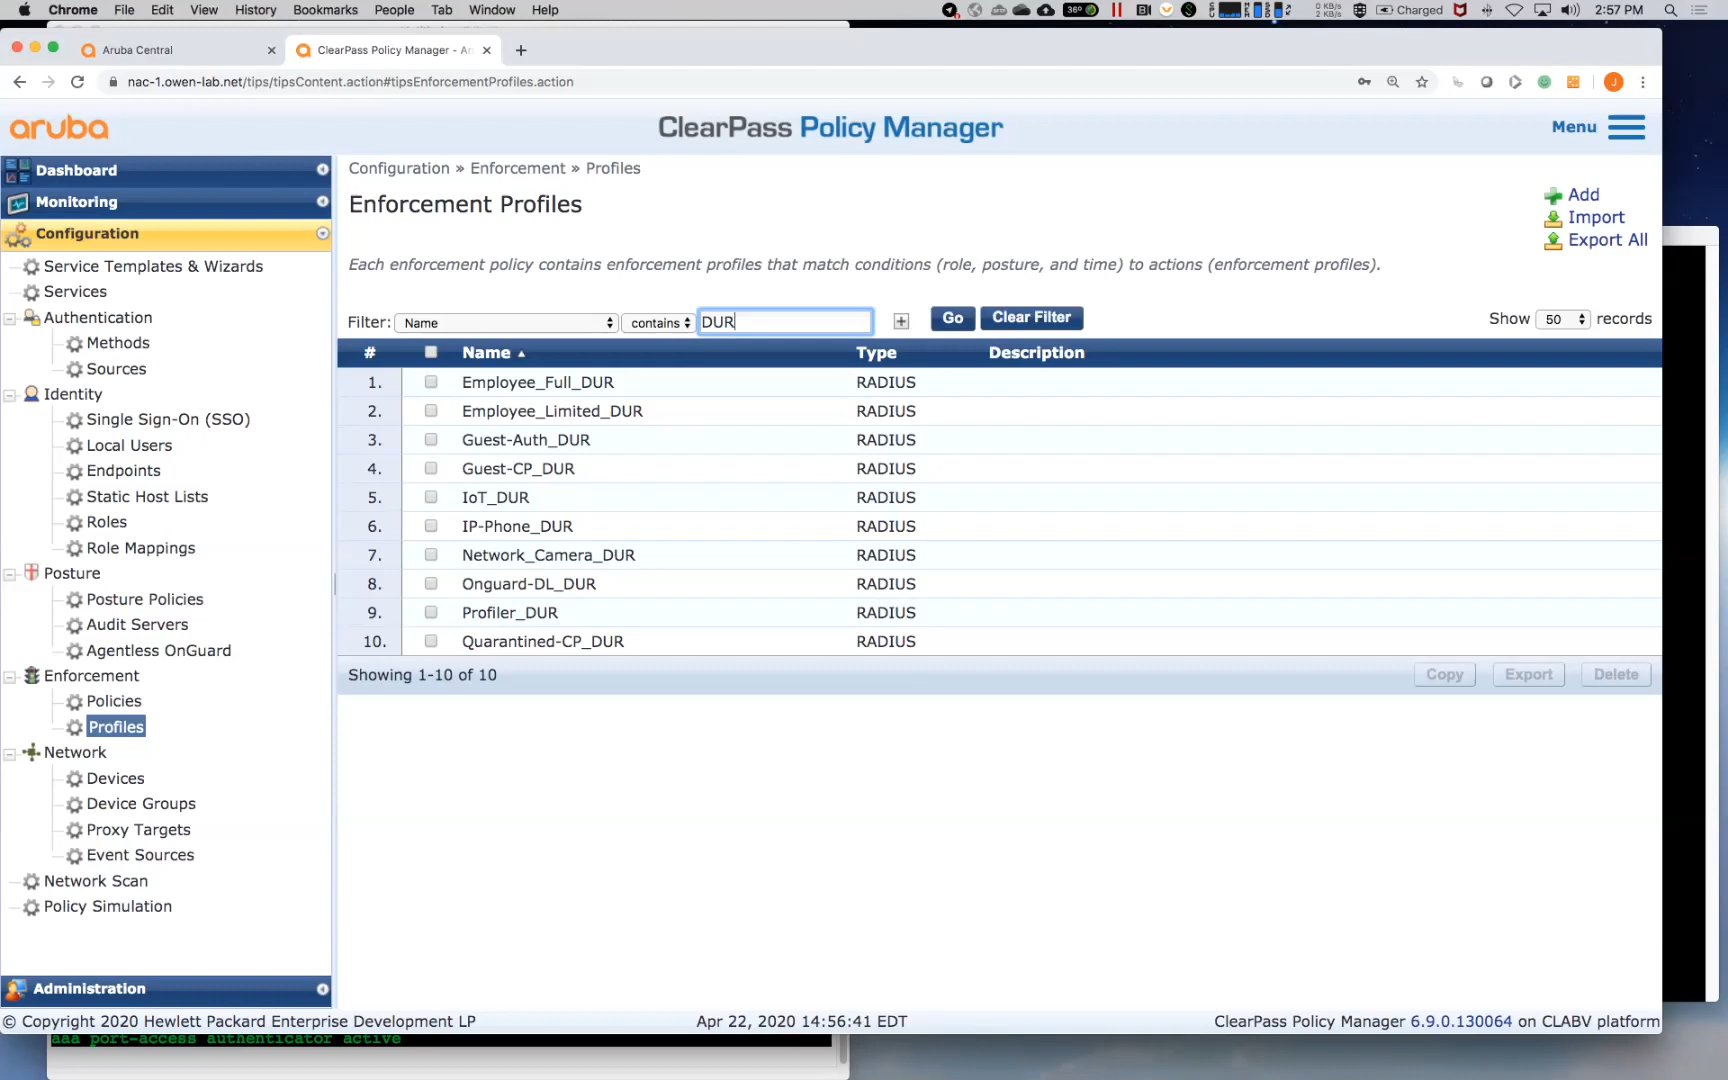 Chrome File Edit View History Bookmarks People Tab Window Help
36° 0 KB/s 2 KB/s Charged 2:57 PM
Aruba Central
ClearPass Policy Manager - Ar
nac-1.owen-lab.net/tips/tipsContent.action#tipsEnforcementProfiles.action
J
aruba
ClearPass Policy Manager
Menu
Dashboard
Monitoring
Configuration
Service Templates & Wizards
Services
Authentication
Methods
Sources
Identity
Single Sign-On (SSO)
Local Users
Endpoints
Static Host Lists
Roles
Role Mappings
Posture
Posture Policies
Audit Servers
Agentless OnGuard
Enforcement
Policies
Profiles
Network
Devices
Device Groups
Proxy Targets
Event Sources
Network Scan
Policy Simulation
Administration
Configuration » Enforcement » Profiles
Enforcement Profiles
Add
Import
Export All
Each enforcement policy contains enforcement profiles that match conditions (role, posture, and time) to actions (enforcement profiles).
Filter: Name contains DUR + Go Clear Filter Show 50 records
# Name Type Description
1. Employee_Full_DUR RADIUS
2. Employee_Limited_DUR RADIUS
3. Guest-Auth_DUR RADIUS
4. Guest-CP_DUR RADIUS
5. IoT_DUR RADIUS
6. IP-Phone_DUR RADIUS
7. Network_Camera_DUR RADIUS
8. Onguard-DL_DUR RADIUS
9. Profiler_DUR RADIUS
10. Quarantined-CP_DUR RADIUS
Showing 1-10 of 10 Copy Export Delete
© Copyright 2020 Hewlett Packard Enterprise Development LP Apr 22, 2020 14:56:41 EDT ClearPass Policy Manager 6.9.0.130064 on CLABV platform
aaa port-access authenticator active